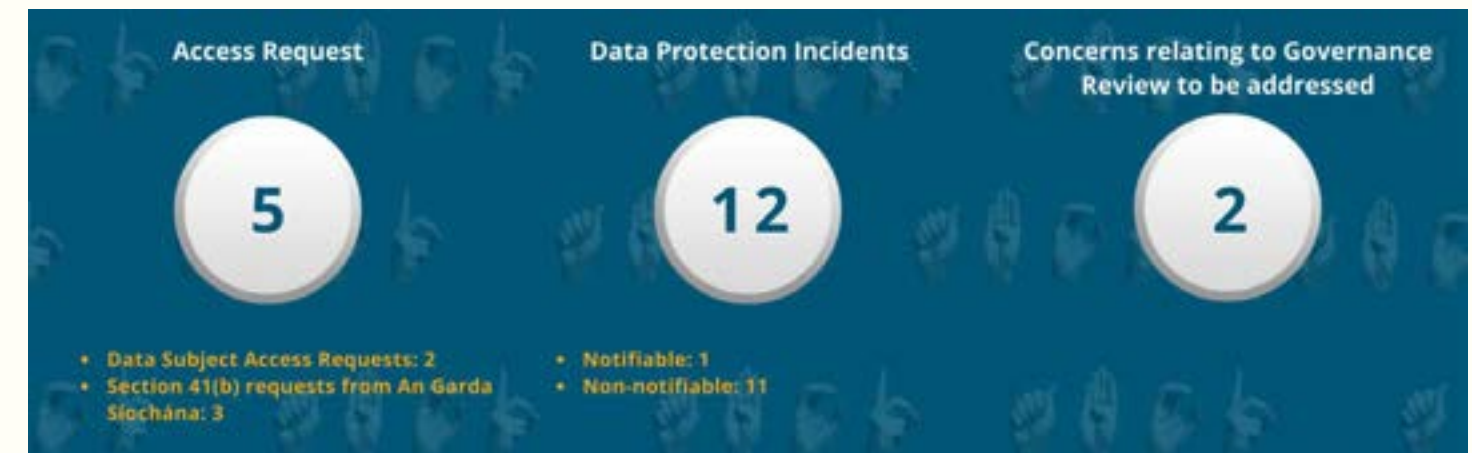 Access Request
5
• Data Subject Access Requests: 2
• Section 41(b) requests from An Garda
Síochána: 3
Data Protection Incidents
12
• Notifiable: 1
• Non-notifiable: 11
Concerns relating to Governance
Review to be addressed
2